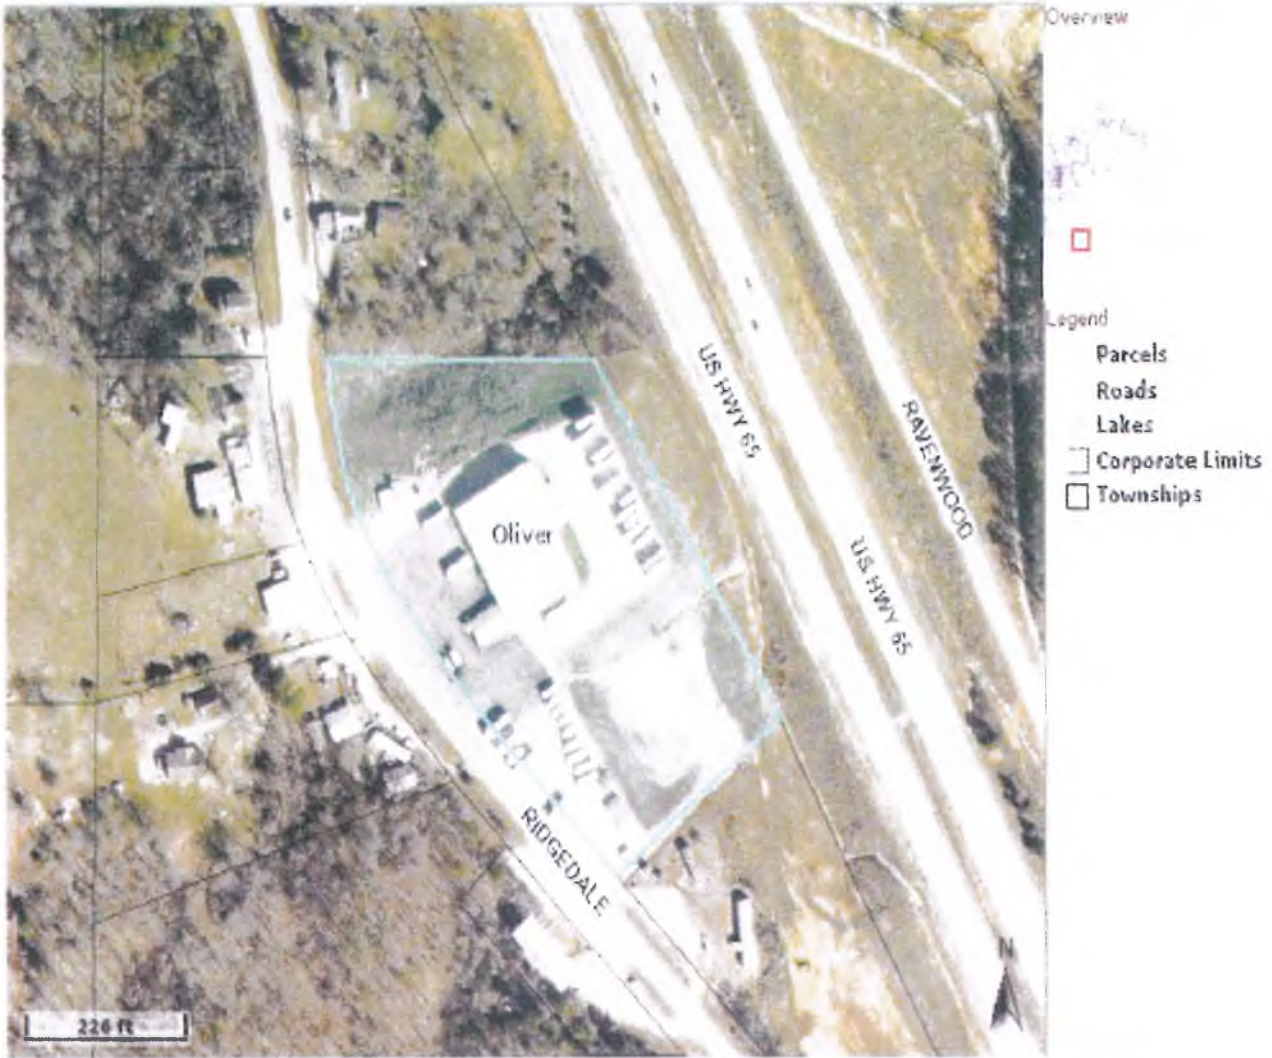 Overview
Legend
Parcels
Roads
Lakes
Corporate Limits
Townships
US HWY 65
RAVENWOOD
Oliver
US HWY 65
RIDGEDALE
N
226 ft